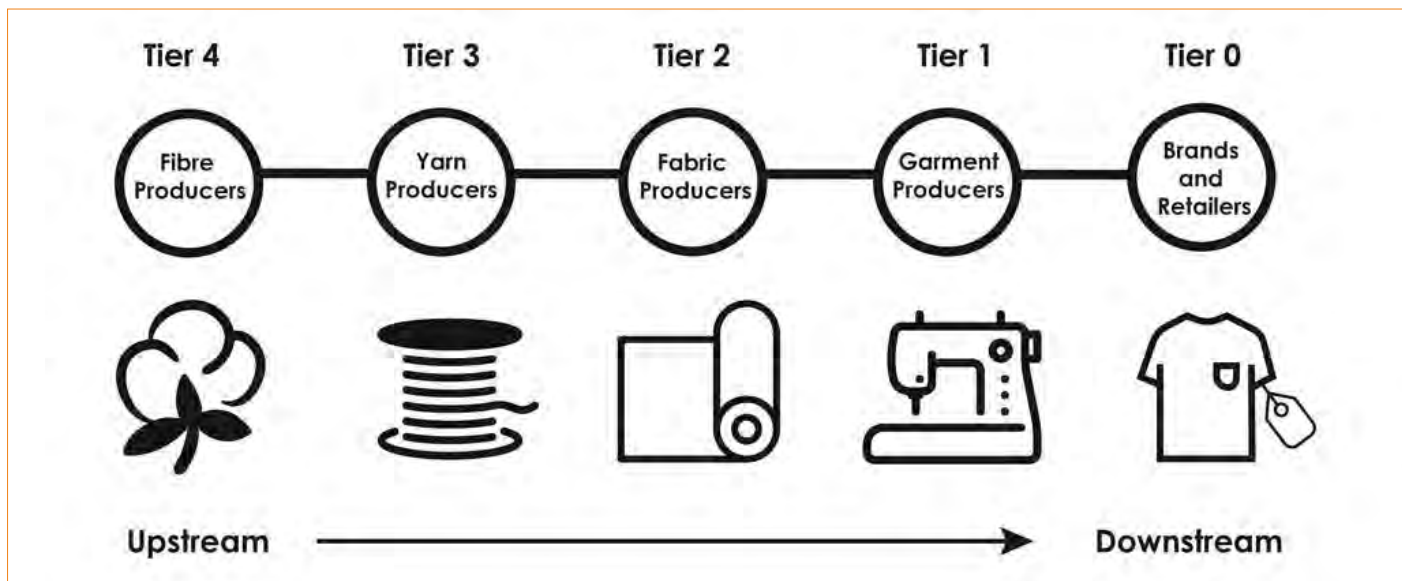 Tier 4
Tier 3
Tier 2
Tier 1
Tier 0
Fibre
Producers
Yarn
Producers
Fabric
Producers
Garment
Producers
Brands
and
Retailers
Upstream
Downstream